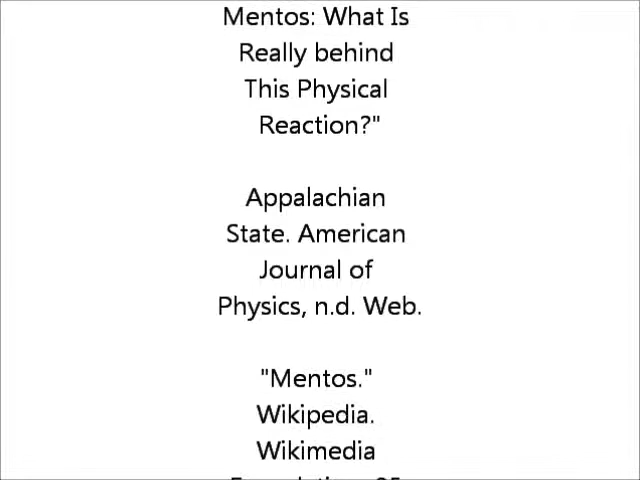 Mentos: What Is
Really behind
This Physical
Reaction?"
Appalachian
State. American
Journal of
Physics, n.d. Web.
"Mentos."
Wikipedia.
Wikimedia